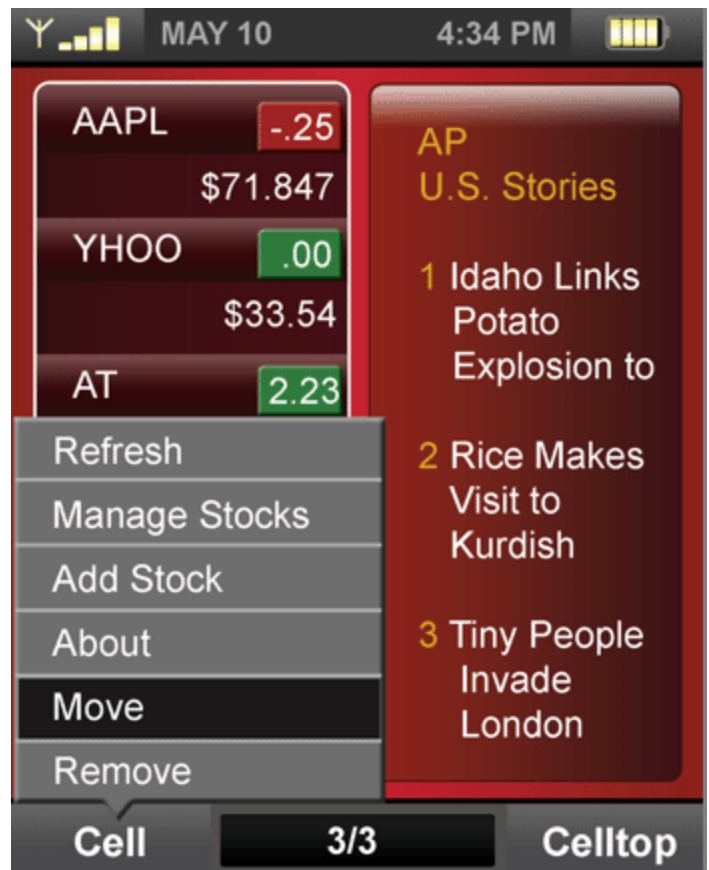 MAY 10
4:34 PM
AAPL
-.25
$71.847
YHOO
.00
$33.54
AT
2.23
Refresh
Manage Stocks
Add Stock
About
Move
Remove
AP
U.S. Stories
1 Idaho Links
Potato
Explosion to
2 Rice Makes
Visit to
Kurdish
3 Tiny People
Invade
London
Cell
3/3
Celltop